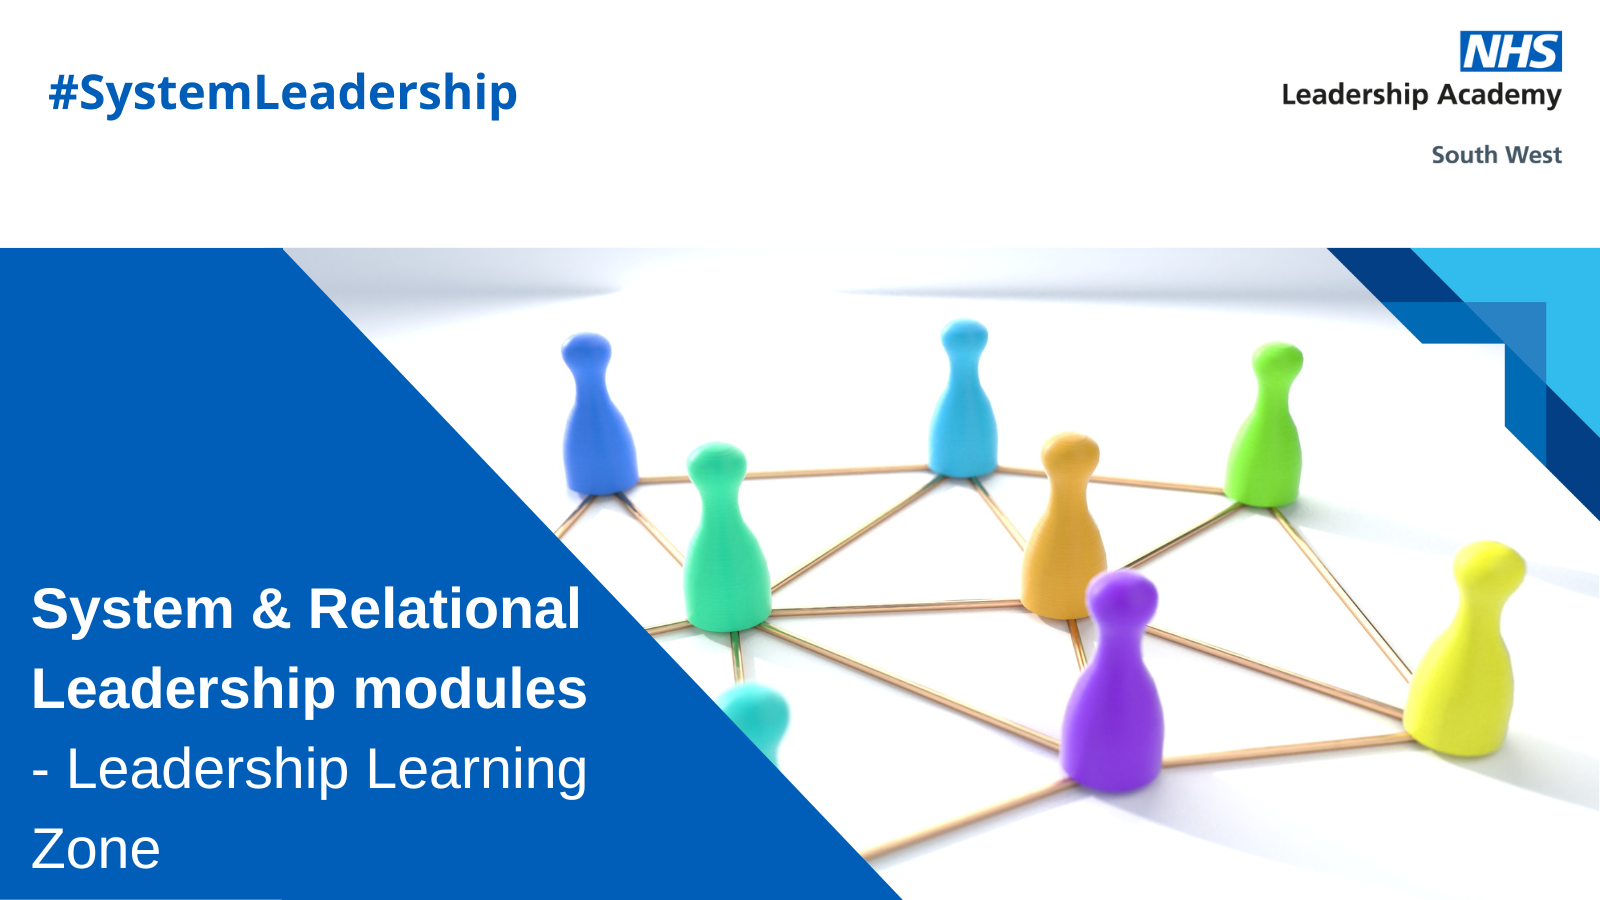 #SystemLeadership
NHS
Leadership Academy
South West
System & Relational
Leadership modules
- Leadership Learning
Zone